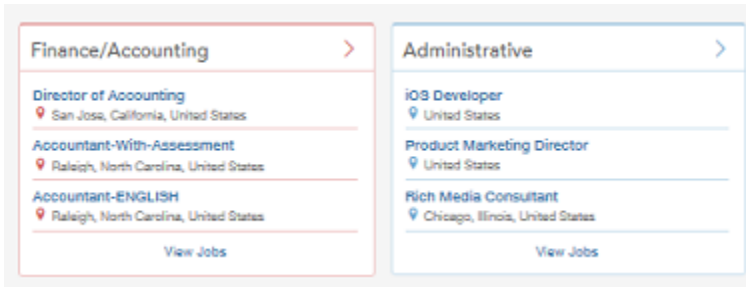 Finance/Accounting
Director of Accounting
San Jose, California, United States
Accountant-With-Assessment
Raleigh, North Carolina, United States
Accountant-ENGLISH
Raleigh, North Carolina, United States
View Jobs
Administrative
iOS Developer
United States
Product Marketing Director
United States
Rich Media Consultant
Chicago, Illinois, United States
View Jobs